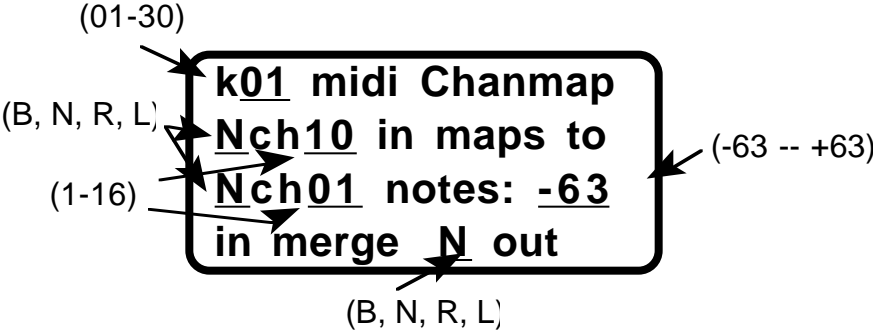 (01-30)
k01 midi Chanmap
(B, N, R, L)
Nch10 in maps to
(-63 -- +63)
(1-16)
Nch01 notes: -63
in merge N out
(B, N, R, L)